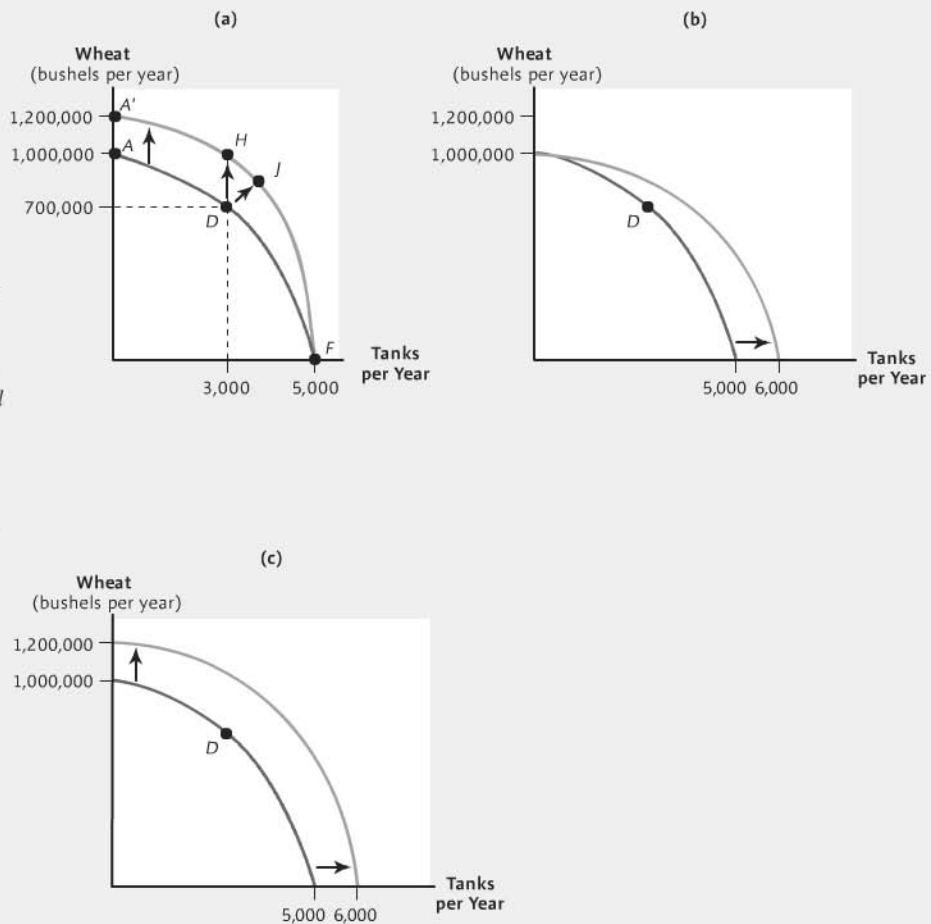 (a)
Wheat
(bushels per year)
A'
1,200,000
H
A
1,000,000
J
700,000
D
F
Tanks
per Year
3,000
5,000
(b)
Wheat
(bushels per year)
1,200,000
1,000,000
D
Tanks
per Year
5,000 6,000
(c)
Wheat
(bushels per year)
1,200,000
1,000,000
D
Tanks
per Year
5,000 6,000